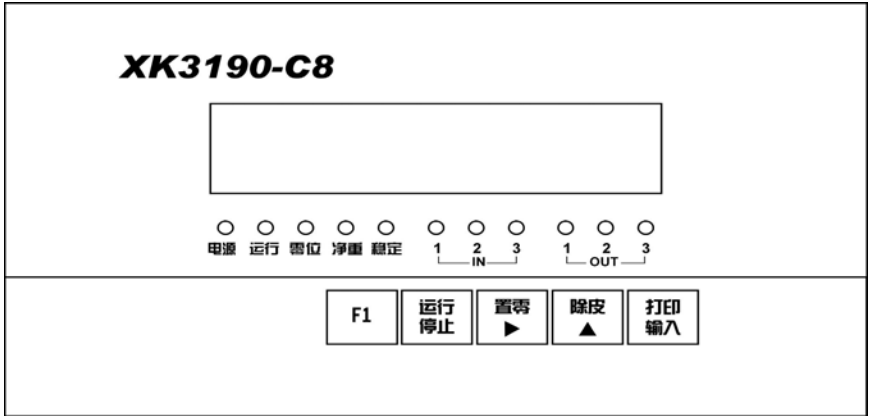 XK3190-C8
电源 运行 零位 净重 稳定 1 2 3 1 2 3
IN OUT
F1 运行 置零 除皮 打印
停止 ▶ ▲ 输入